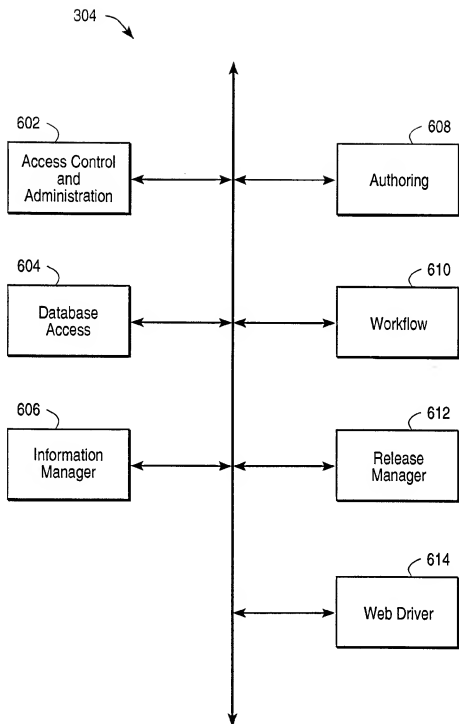 304
602
Access Control
and
Administration
608
Authoring
604
Database
Access
610
Workflow
606
Information
Manager
612
Release
Manager
614
Web Driver